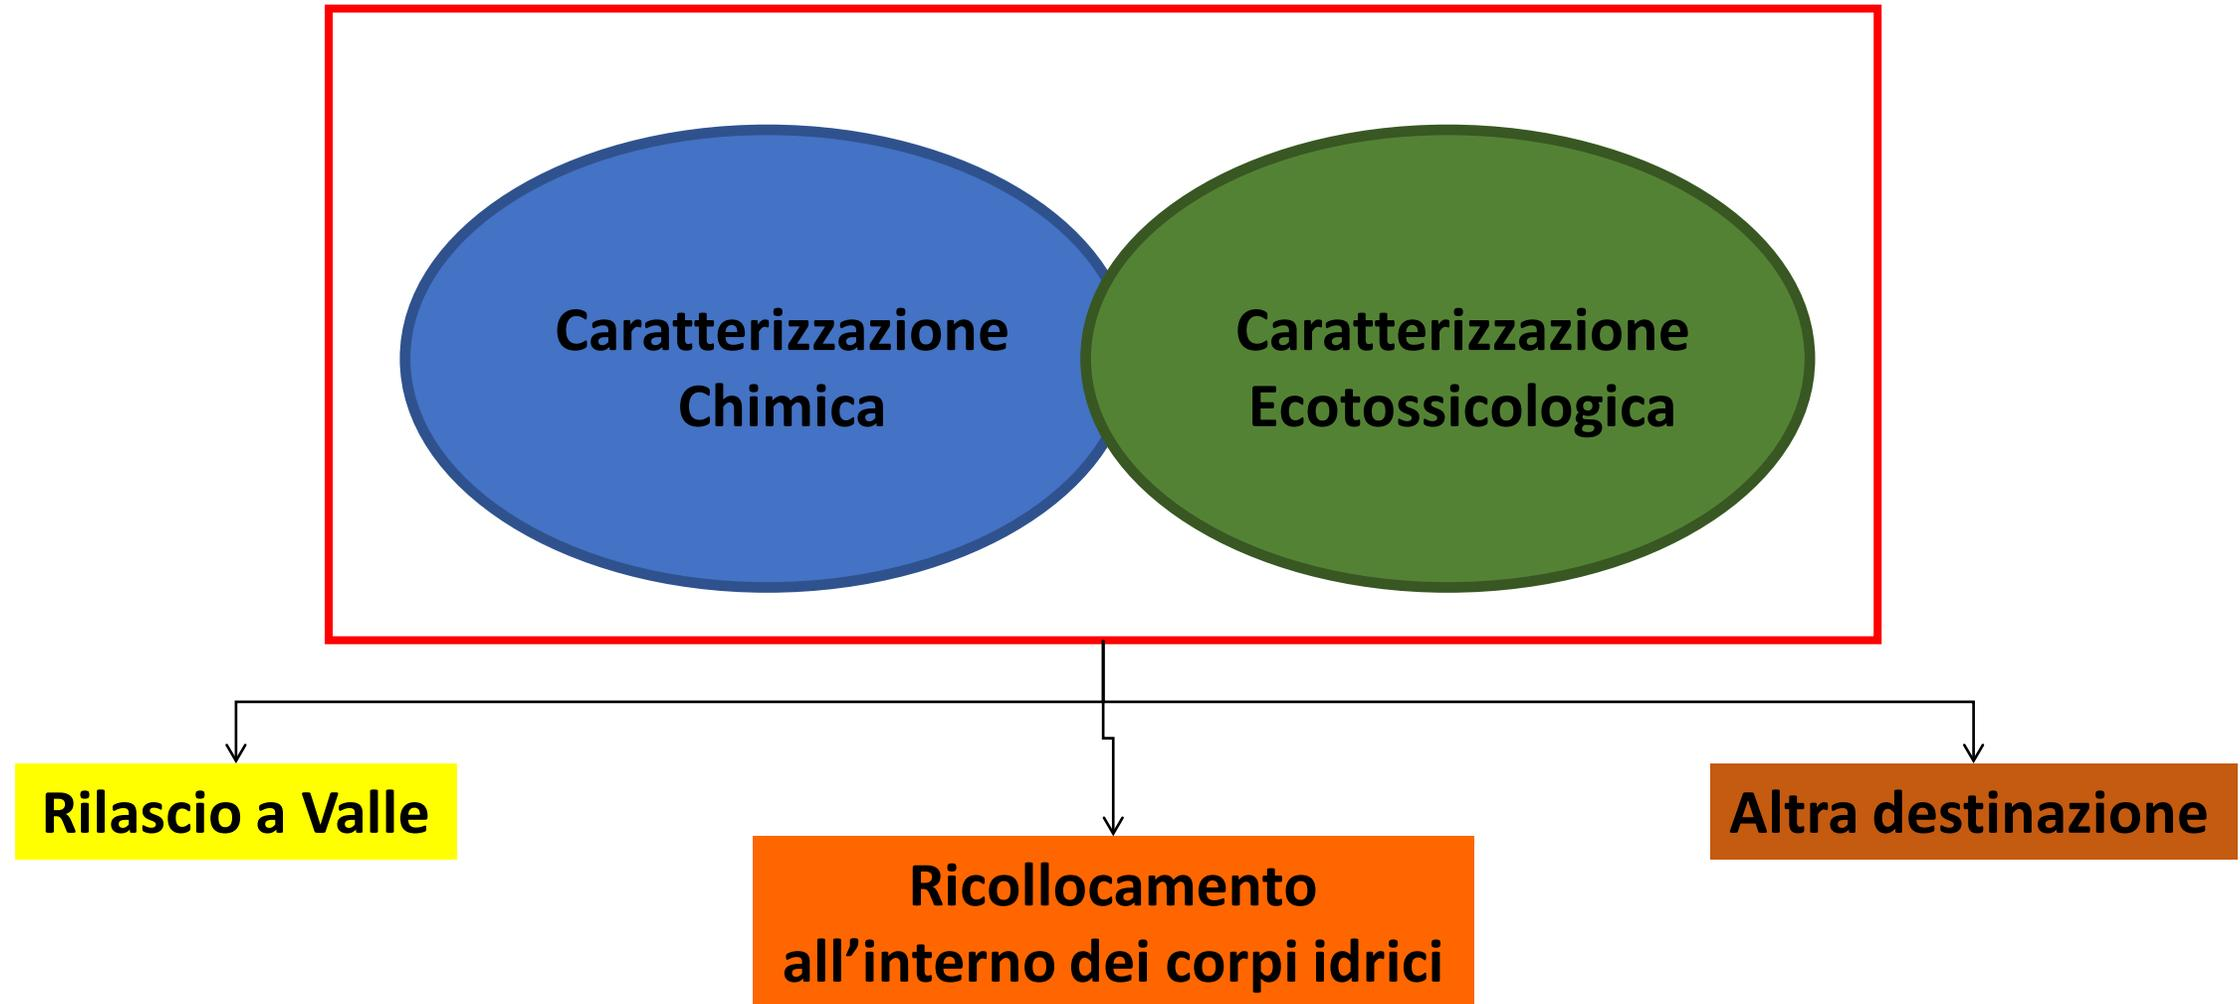 Caratterizzazione
Chimica
Caratterizzazione
Ecotossicologica
Rilascio a Valle
Ricollocamento
all’interno dei corpi idrici
Altra destinazione